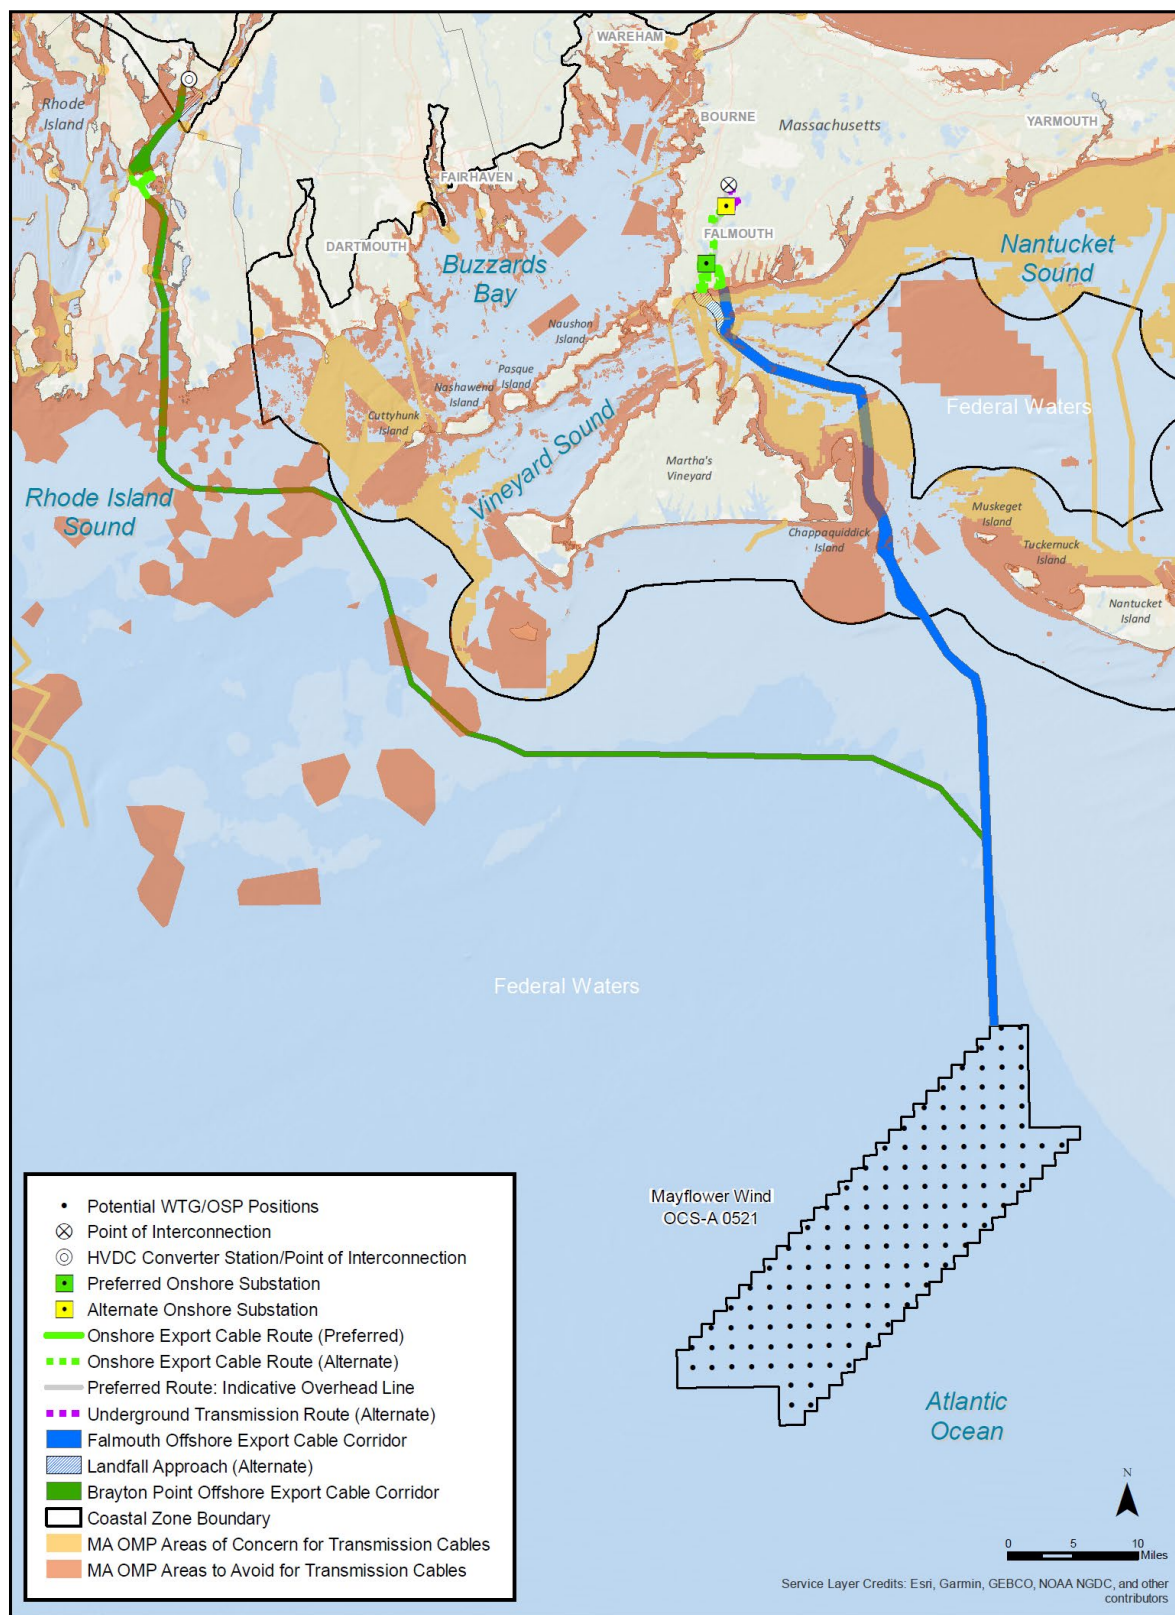 WAREHAM
Rhode
Island
BOURNE
Massachusetts
YARMOUTH
FAIRHAVEN
DARTMOUTH
FALMOUTH
Buzzards
Bay
Nantucket
Sound
Naushon
Island
Pasque
Island
Nashawena
Island
Cuttyhunk
Island
Federal Waters
Vineyard Sound
Martha's
Vineyard
Rhode Island
Sound
Muskeget
Island
Chappaquiddick
Island
Tuckernuck
Island
Nantucket
Island
Federal Waters
Mayflower Wind
OCS-A 0521
Atlantic
Ocean
Potential WTG/OSP Positions
Point of Interconnection
HVDC Converter Station/Point of Interconnection
Preferred Onshore Substation
Alternate Onshore Substation
Onshore Export Cable Route (Preferred)
Onshore Export Cable Route (Alternate)
Preferred Route: Indicative Overhead Line
Underground Transmission Route (Alternate)
Falmouth Offshore Export Cable Corridor
Landfall Approach (Alternate)
Brayton Point Offshore Export Cable Corridor
Coastal Zone Boundary
MA OMP Areas of Concern for Transmission Cables
MA OMP Areas to Avoid for Transmission Cables
N
0 5 10
Miles
Service Layer Credits: Esri, Garmin, GEBCO, NOAA NGDC, and other
contributors